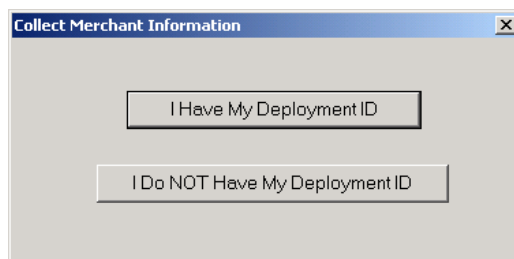 Collect Merchant Information
I Have My Deployment ID
I Do NOT Have My Deployment ID